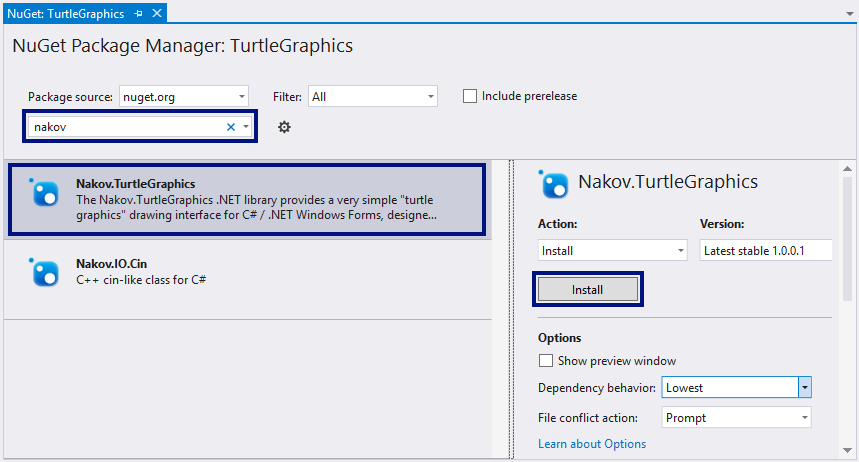 NuGet: TurtleGraphics
NuGet Package Manager: TurtleGraphics
Package source: nuget.org Filter: All Include prerelease
nakov
Nakov.TurtleGraphics
The Nakov.TurtleGraphics .NET library provides a very simple "turtle
graphics" drawing interface for C# / .NET Windows Forms, designe...
Nakov.IO.Cin
C++ cin-like class for C#
Nakov.TurtleGraphics
Action: Version:
Install Latest stable 1.0.0.1
Install
Options
Show preview window
Dependency behavior: Lowest
File conflict action: Prompt
Learn about Options